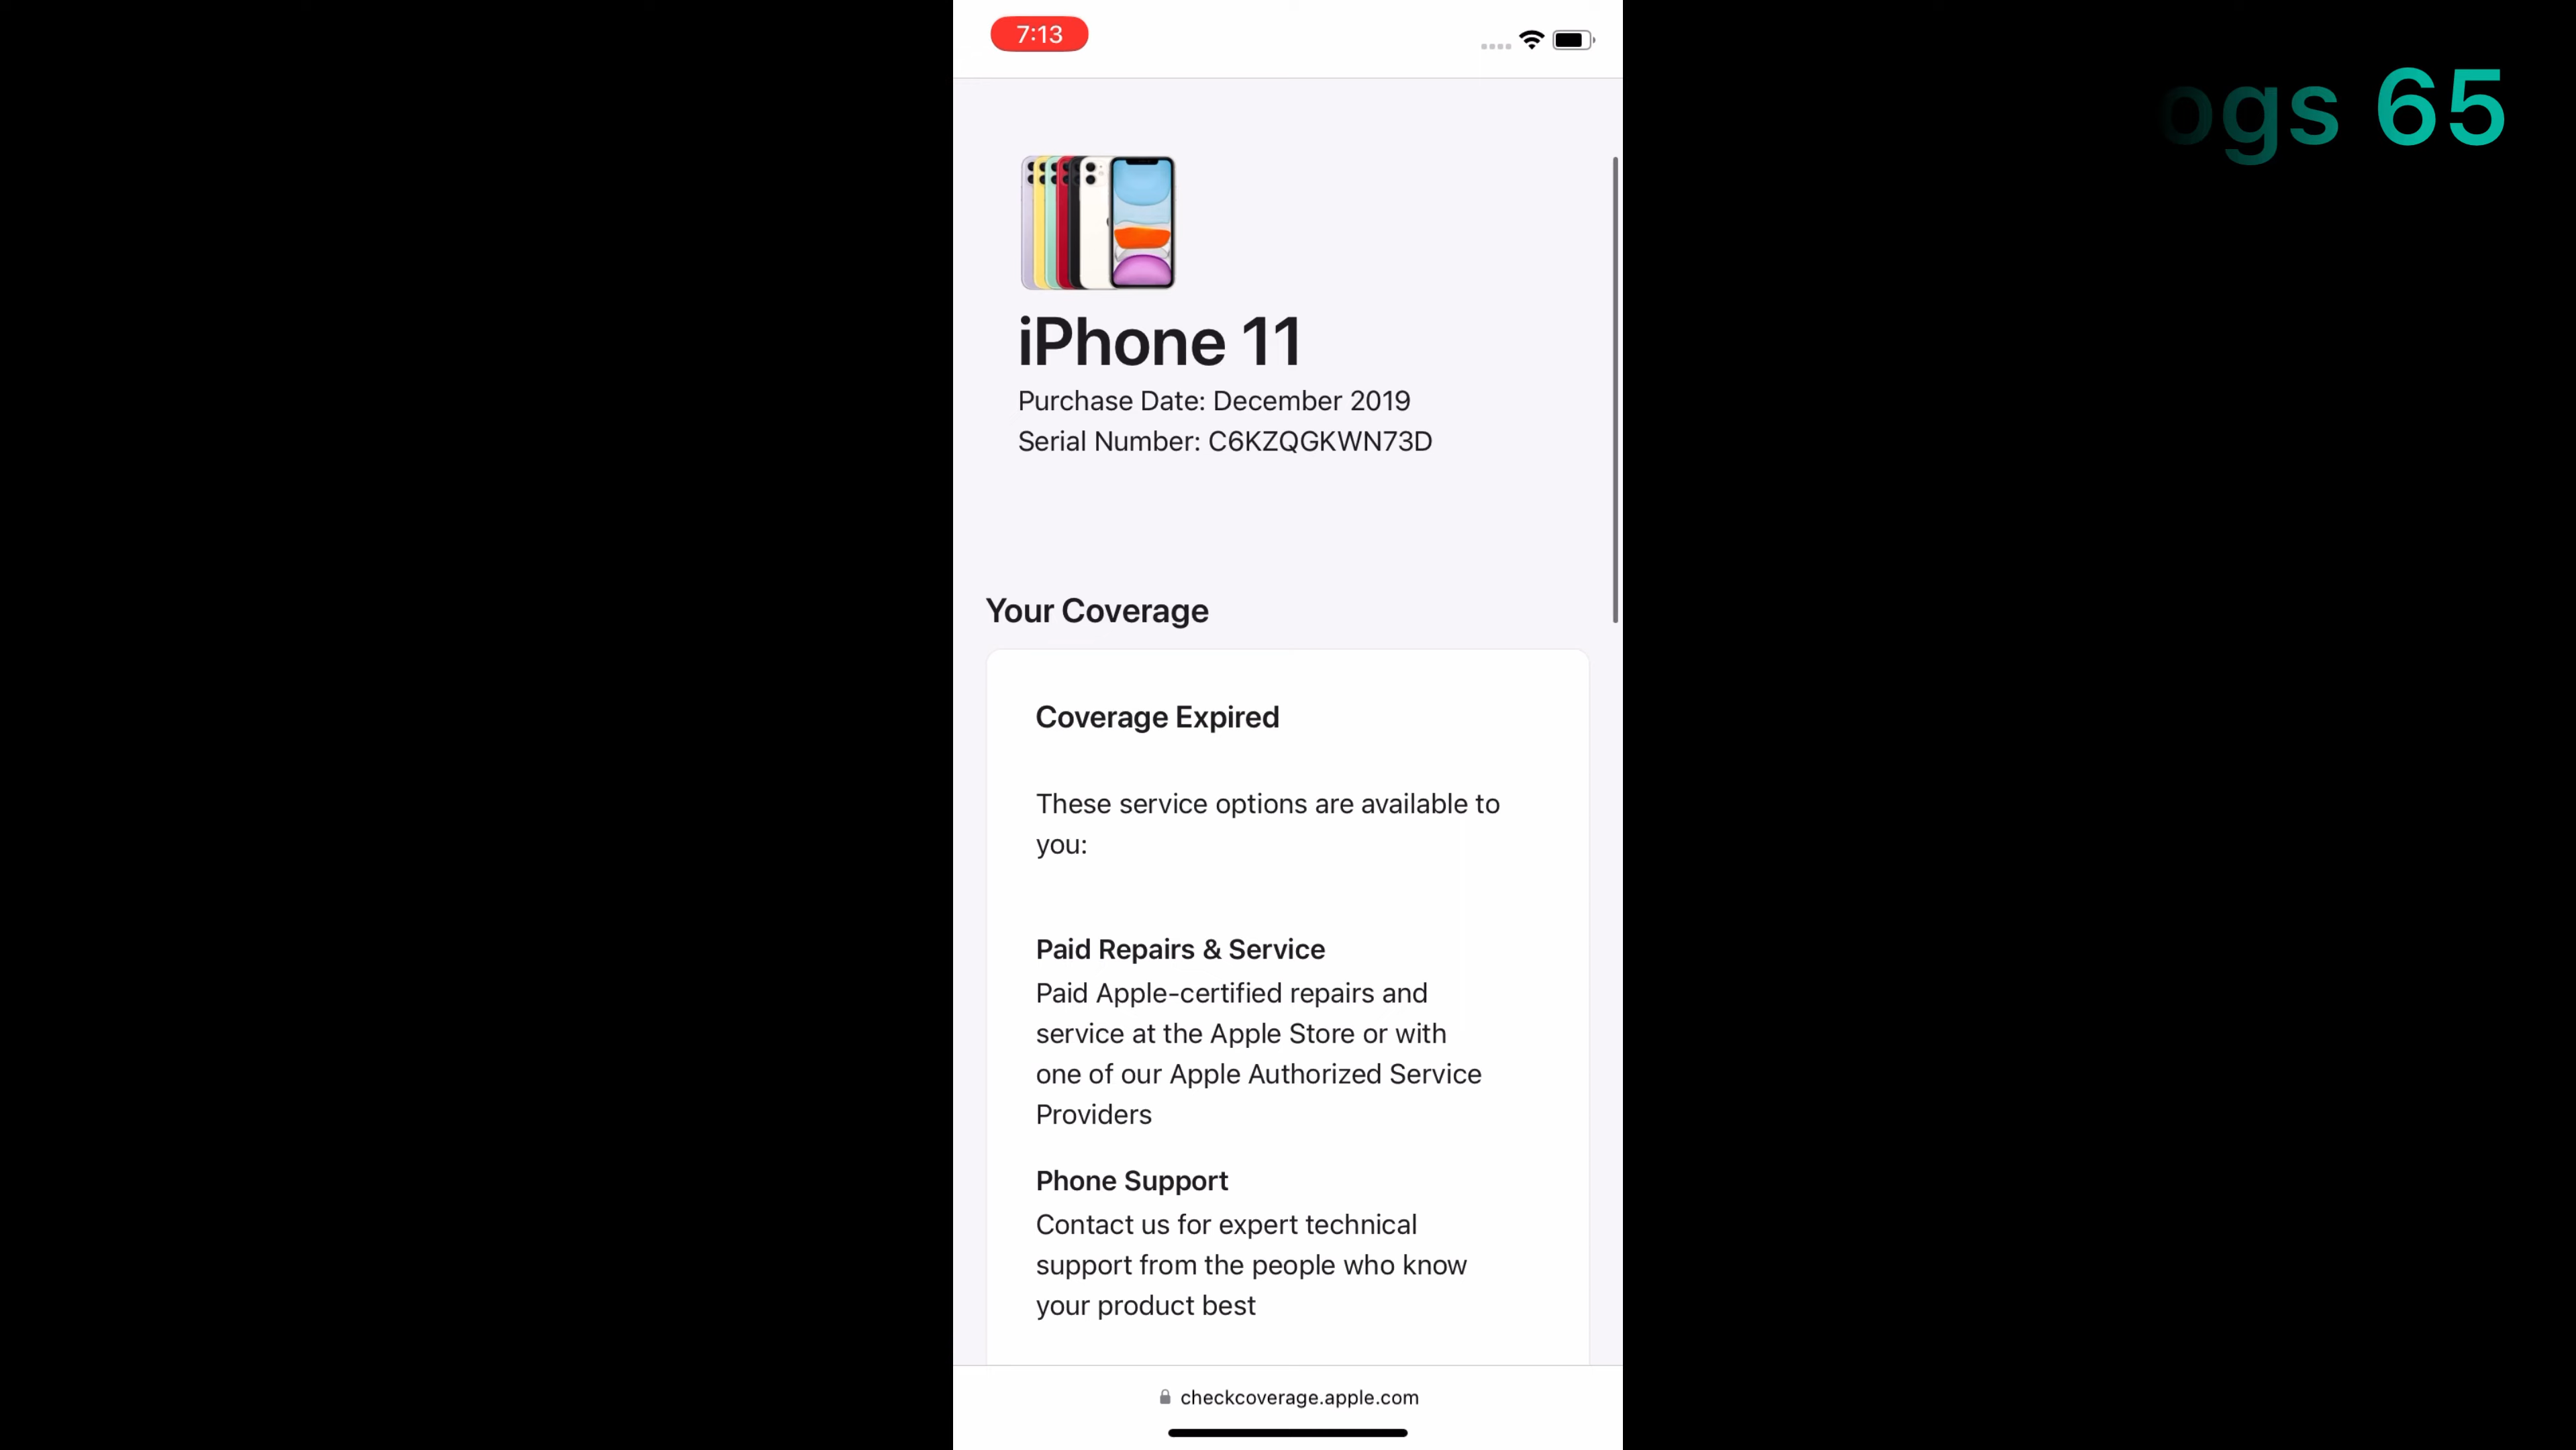 7:13
65
iPhone 11
Purchase Date: December 2019
Serial Number: C6KZQGKWN73D
Your Coverage
Coverage Expired
These service options are available to
you:
Paid Repairs & Service
Paid Apple-certified repairs and
service at the Apple Store or with
one of our Apple Authorized Service
Providers
Phone Support
Contact us for expert technical
support from the people who know
your product best
checkcoverage.apple.com